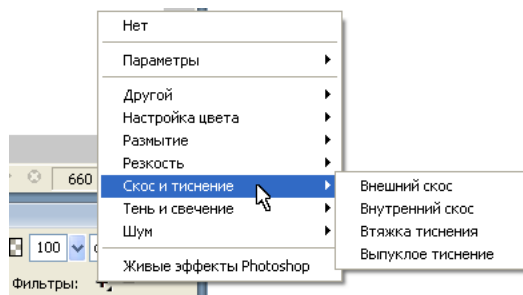 Нет
Параметры
Другой
Настройка цвета
Размытие
Резкость
Скос и тиснение
Тень и свечение
Шум
Живые эффекты Photoshop
Внешний скос
Внутренний скос
Втяжка тиснения
Выпуклое тиснение
660
100
Фильтры: